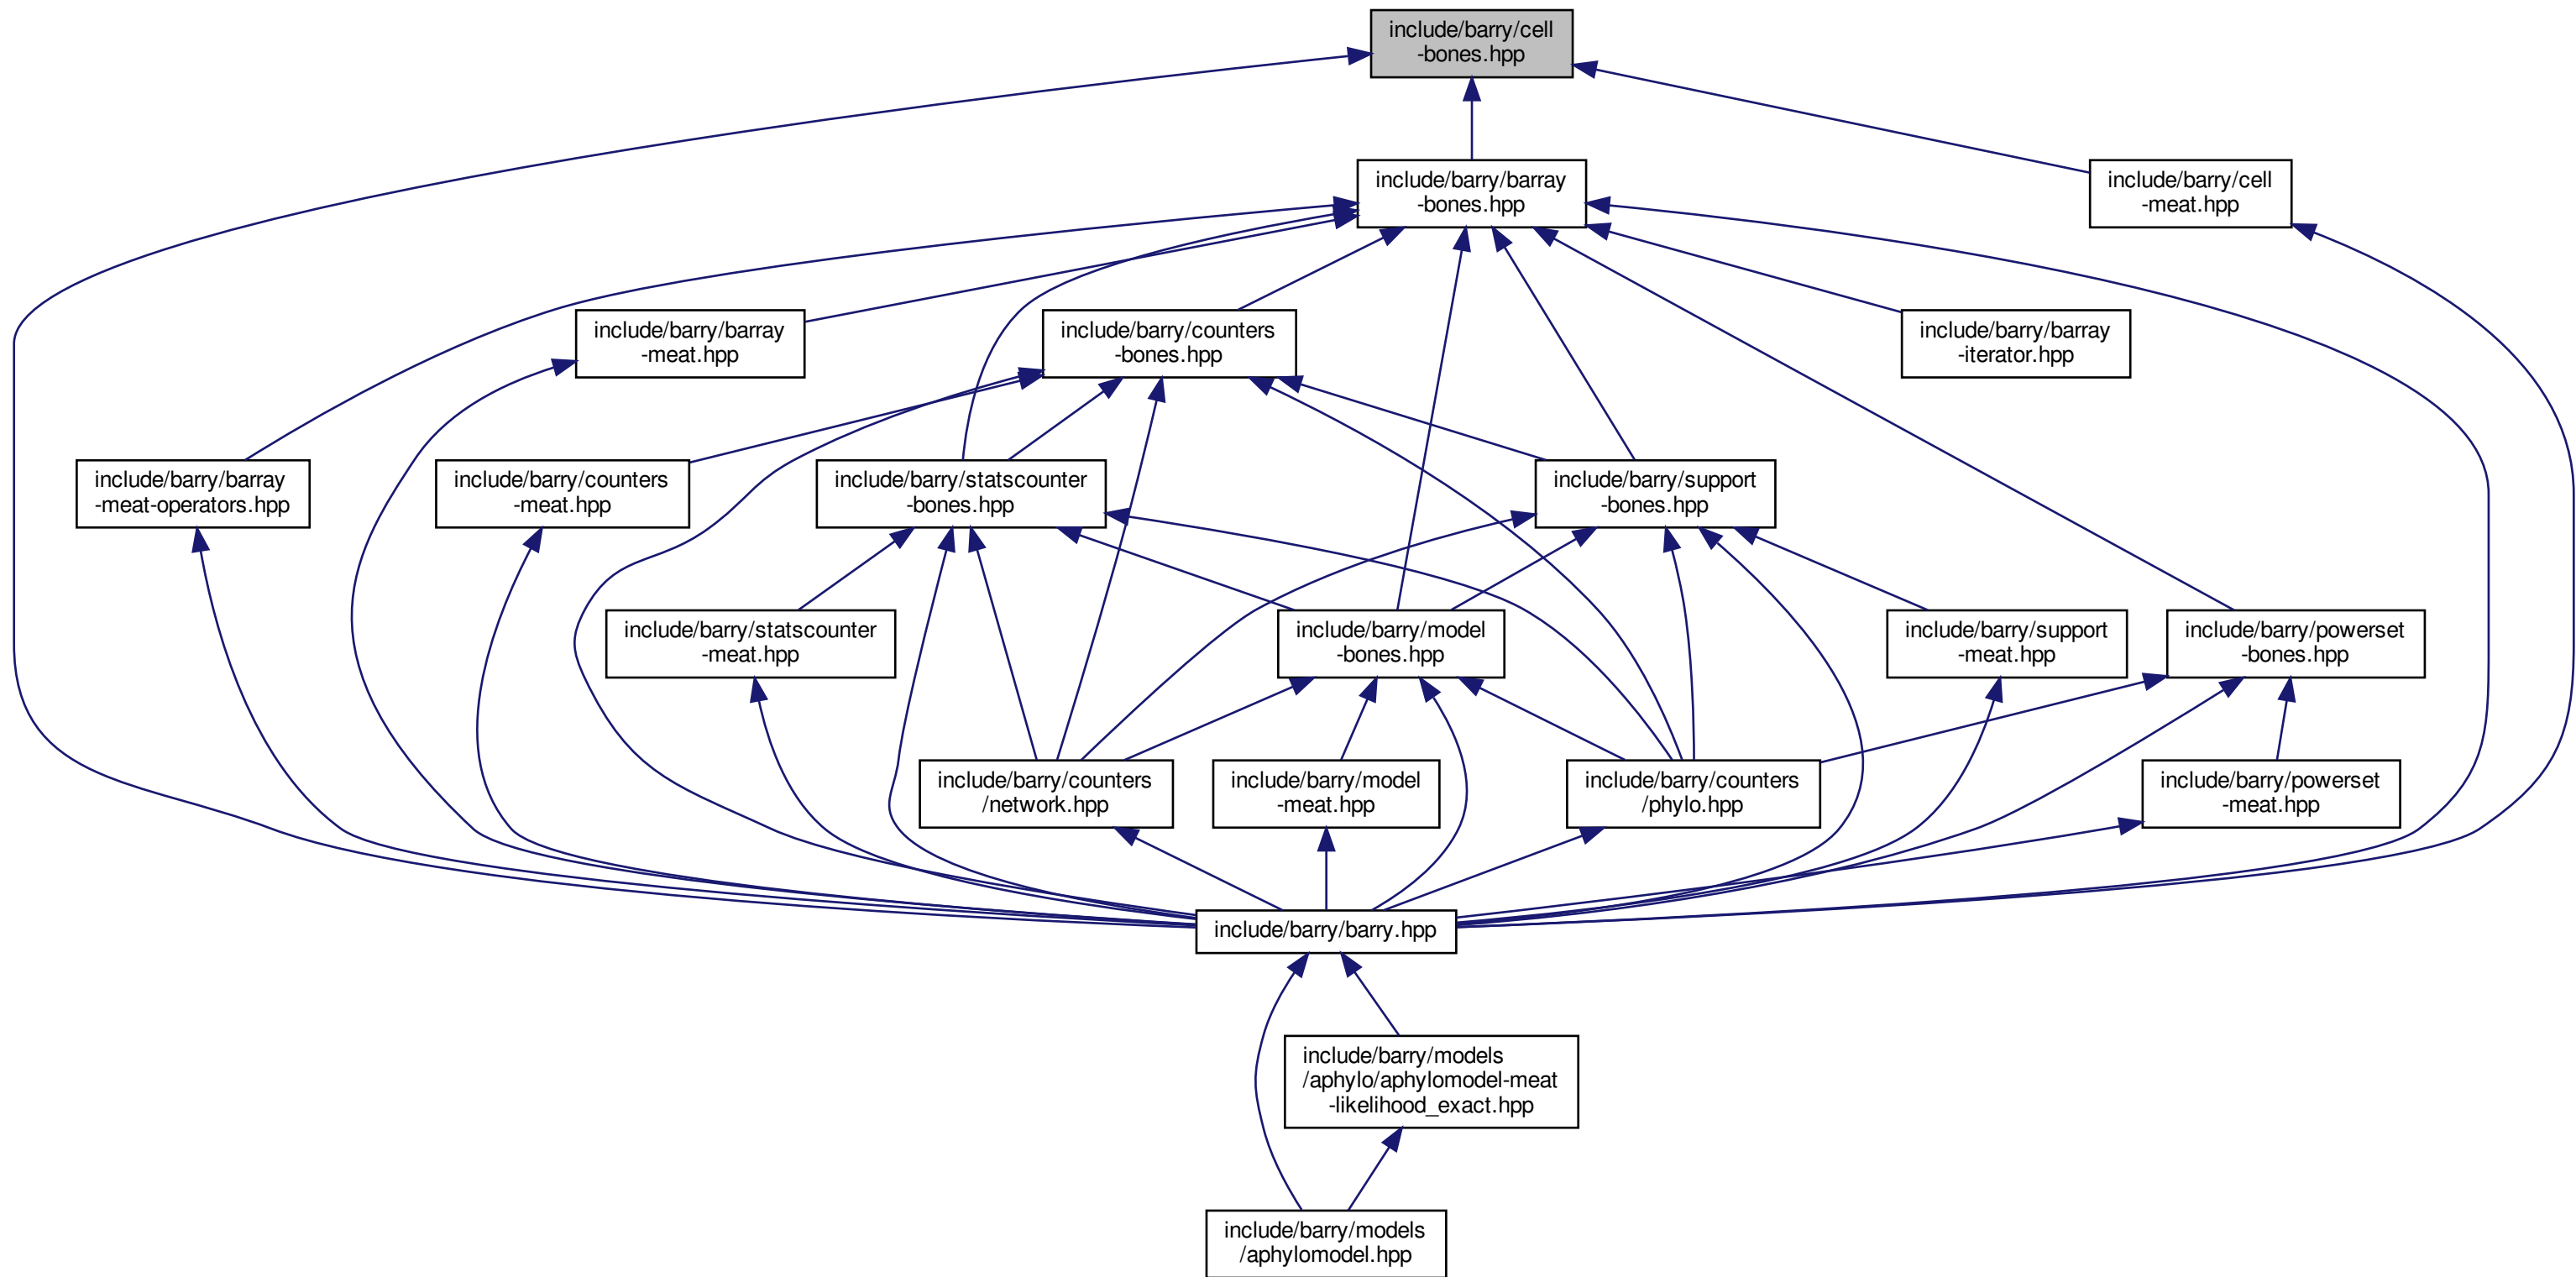 include/barry/cell
-bones.hpp
include/barry/barray
-bones.hpp
include/barry/cell
-meat.hpp
include/barry/barray
-meat.hpp
include/barry/counters
-bones.hpp
include/barry/barray
-iterator.hpp
include/barry/barray
-meat-operators.hpp
include/barry/counters
-meat.hpp
include/barry/statscounter
-bones.hpp
include/barry/support
-bones.hpp
include/barry/statscounter
-meat.hpp
include/barry/model
-bones.hpp
include/barry/support
-meat.hpp
include/barry/powerset
-bones.hpp
include/barry/counters
/network.hpp
include/barry/model
-meat.hpp
include/barry/counters
/phylo.hpp
include/barry/powerset
-meat.hpp
include/barry/barry.hpp
include/barry/models
/aphylo/aphylomodel-meat
-likelihood_exact.hpp
include/barry/models
/aphylomodel.hpp